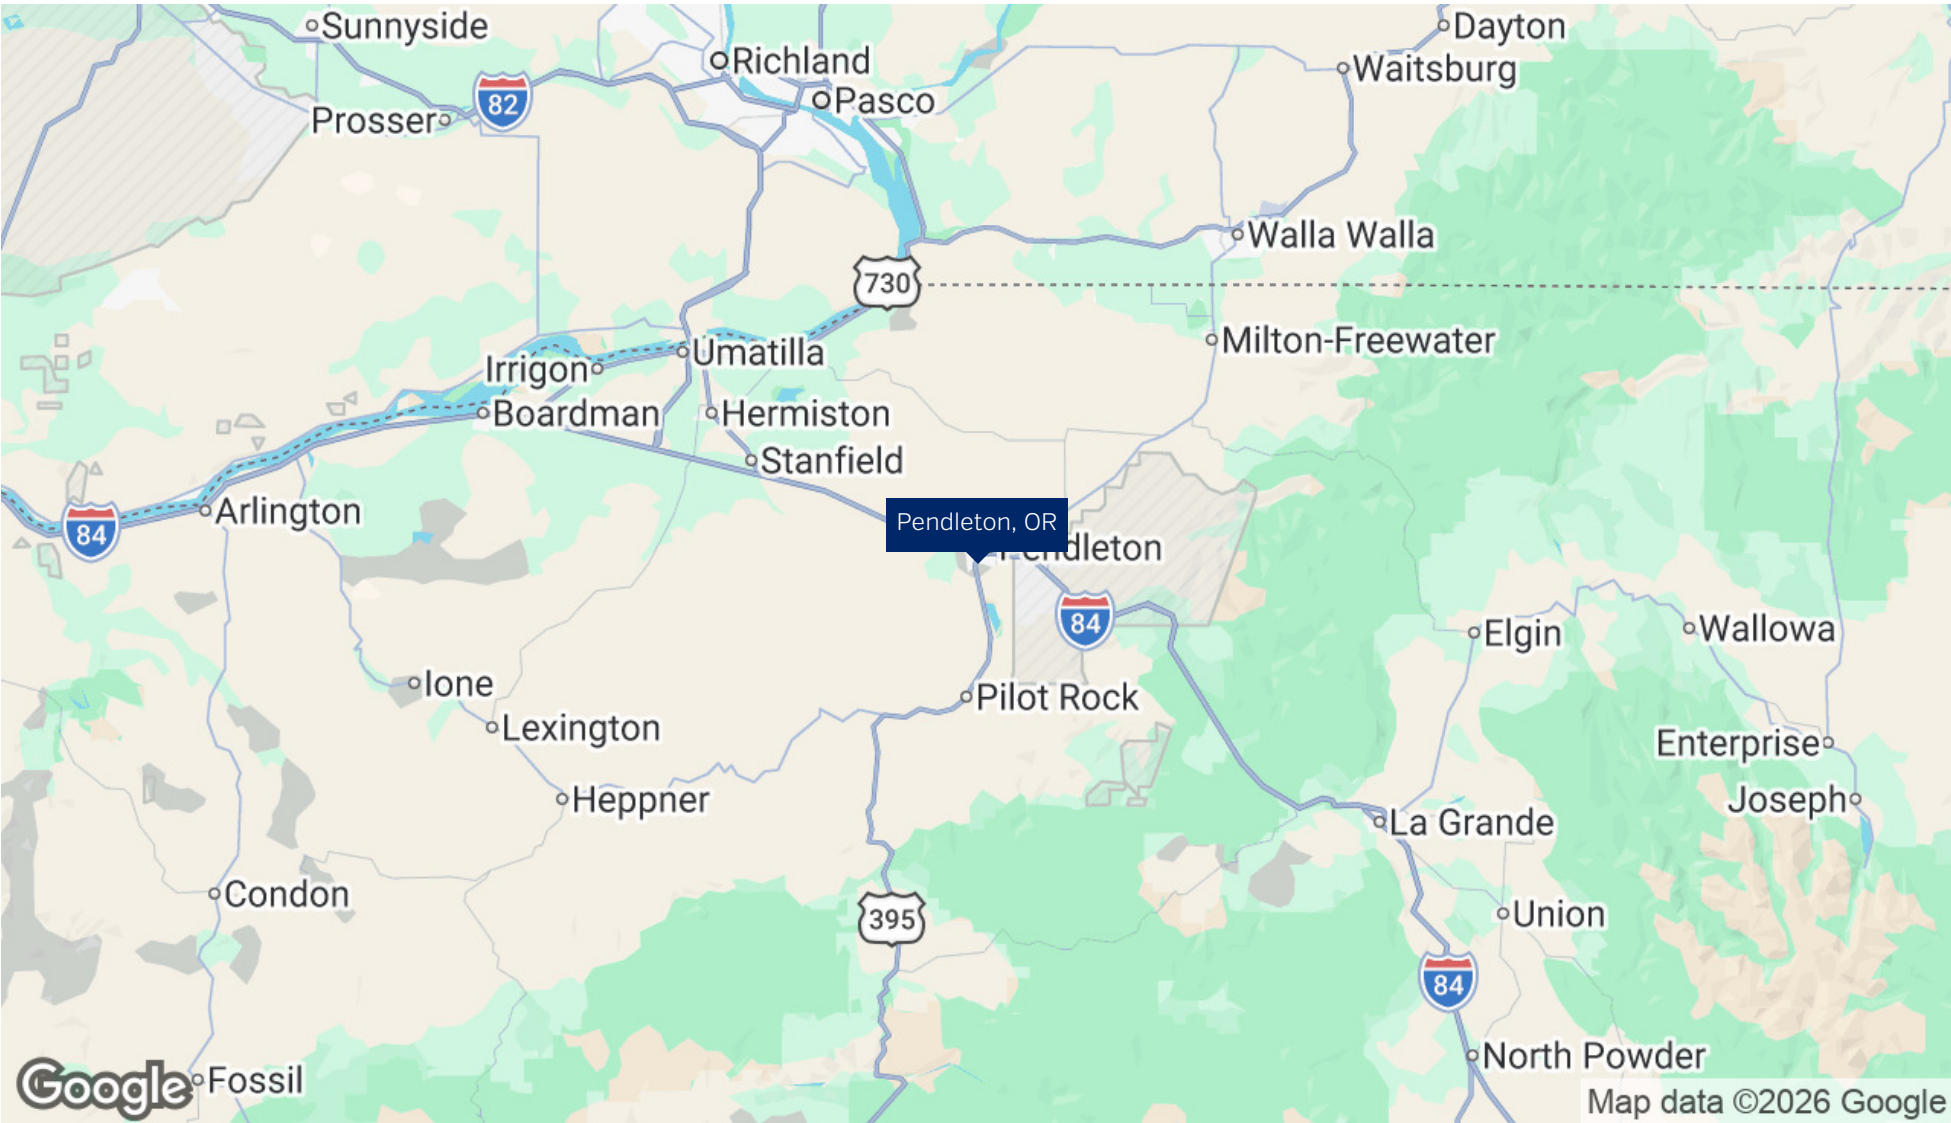 Sunnyside
Dayton
Richland
Waitsburg
82
Pasco
Prosser
Walla Walla
730
Milton-Freewater
Umatilla
Irrigon
Boardman
Hermiston
Stanfield
Arlington
Pendleton, OR
84
Pendleton
84
Elgin
Wallowa
Ione
Pilot Rock
Lexington
Enterprise
Heppner
Joseph
La Grande
Condon
395
Union
84
North Powder
Google
Fossil
Map data ©2026 Google